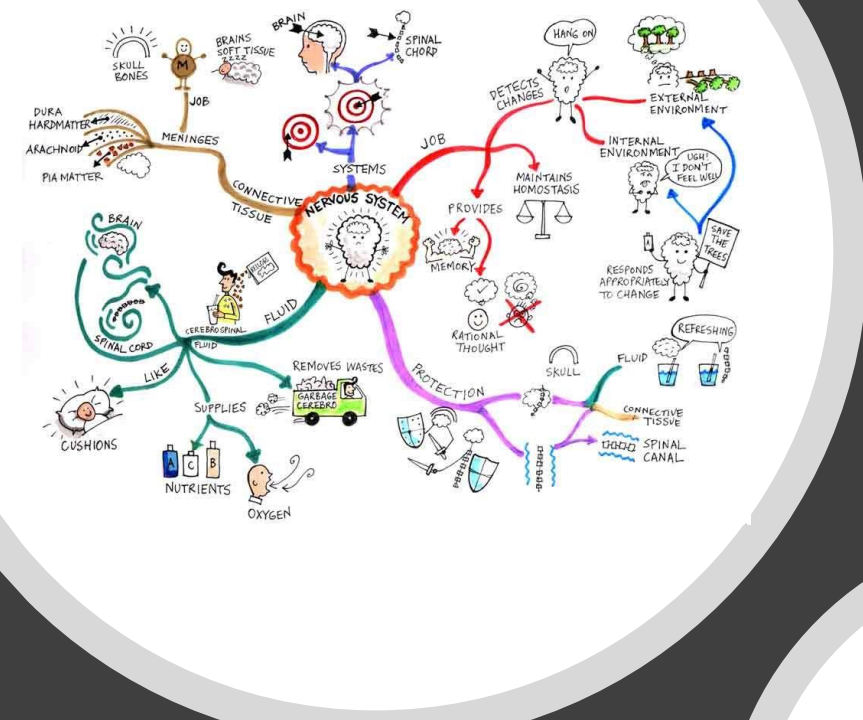 NERVOUS SYSTEM
SYSTEMS
BRAIN
SPINAL
CHORD
JOB
DETECTS
CHANGES
HANG ON
EXTERNAL
ENVIRONMENT
INTERNAL
ENVIRONMENT
UGH!
I DON'T
FEEL WELL
SAVE
THE
TREES
RESPONDS
APPROPRIATELY
TO CHANGE
MAINTAINS
HOMOSTASIS
PROVIDES
MEMORY
RATIONAL
THOUGHT
PROTECTION
SKULL
FLUID
CONNECTIVE
TISSUE
SPINAL
CANAL
REFRESHING
FLUID
CEREBROSPINAL
FLUID
BRAIN
SPINAL CORD
LIKE
CUSHIONS
SUPPLIES
A C B
NUTRIENTS
OXYGEN
REMOVES WASTES
GARBAGE
CEREBRO
CONNECTIVE
TISSUE
MENINGES
JOB
M
SKULL
BONES
BRAINS
SOFT TISSUE
ZZZZ
DURA
HARDMATTER
ARACHNOID
PIA MATTER